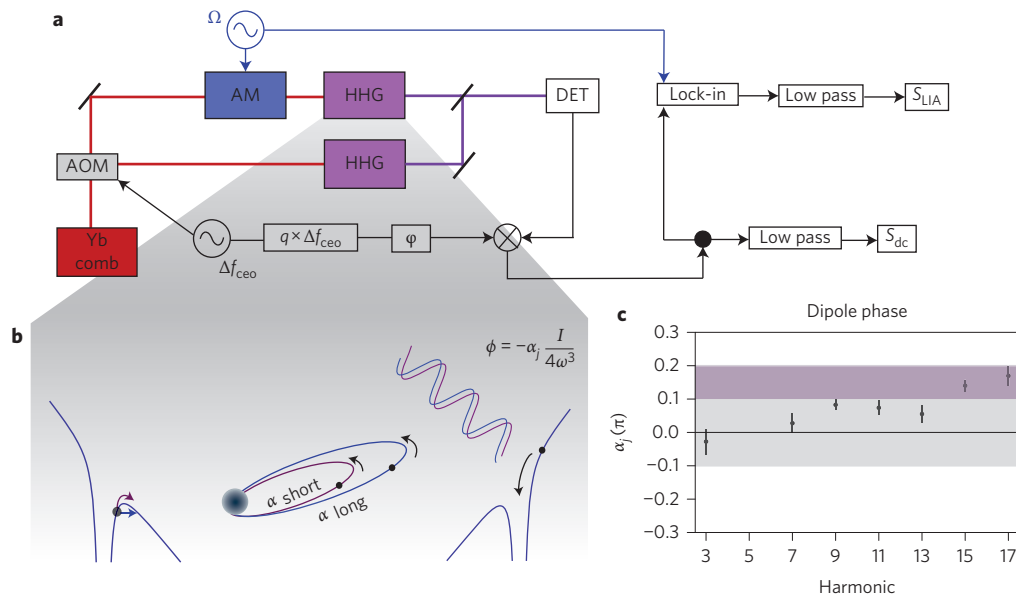 a
Ω
AM
HHG
DET
Lock-in
Low pass
S_LIA
AOM
HHG
Yb
comb
Δf_ceo
q × Δf_ceo
φ
Low pass
S_dc
b
ϕ = −α_j I/4ω³
α short
α long
c
Dipole phase
α_j (π)
0.3
0.2
0.1
0.0
−0.1
−0.2
−0.3
3 5 7 9 11 13 15 17
Harmonic